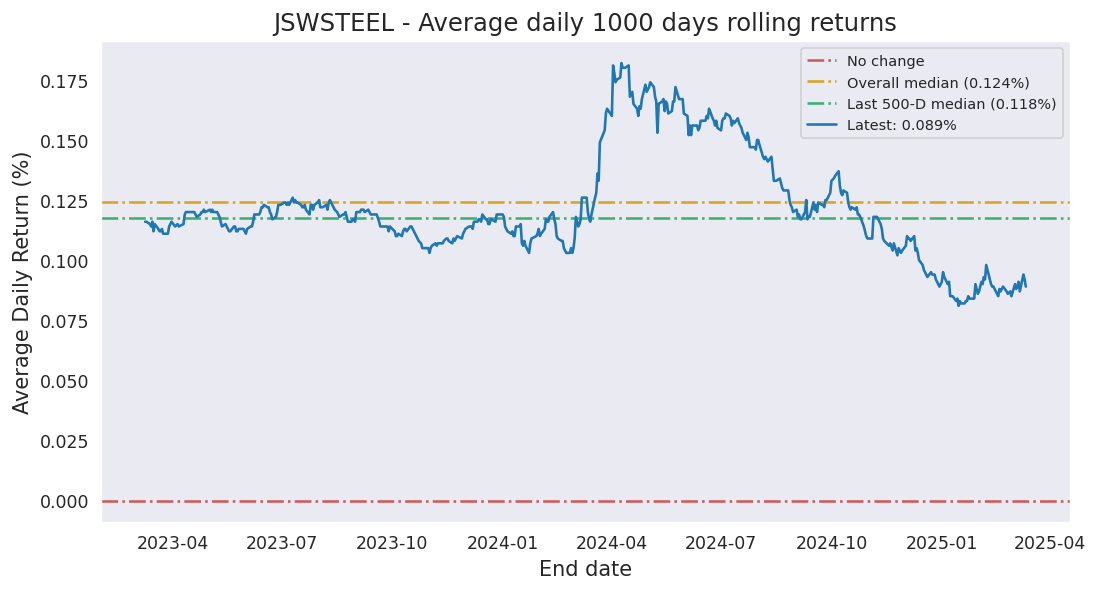 JSWSTEEL - Average daily 1000 days rolling returns
No change
Overall median (0.124%)
Last 500-D median (0.118%)
Latest: 0.089%
Average Daily Return (%)
0.175
0.150
0.125
0.100
0.075
0.050
0.025
0.000
2023-04 2023-07 2023-10 2024-01 2024-04 2024-07 2024-10 2025-01 2025-04
End date